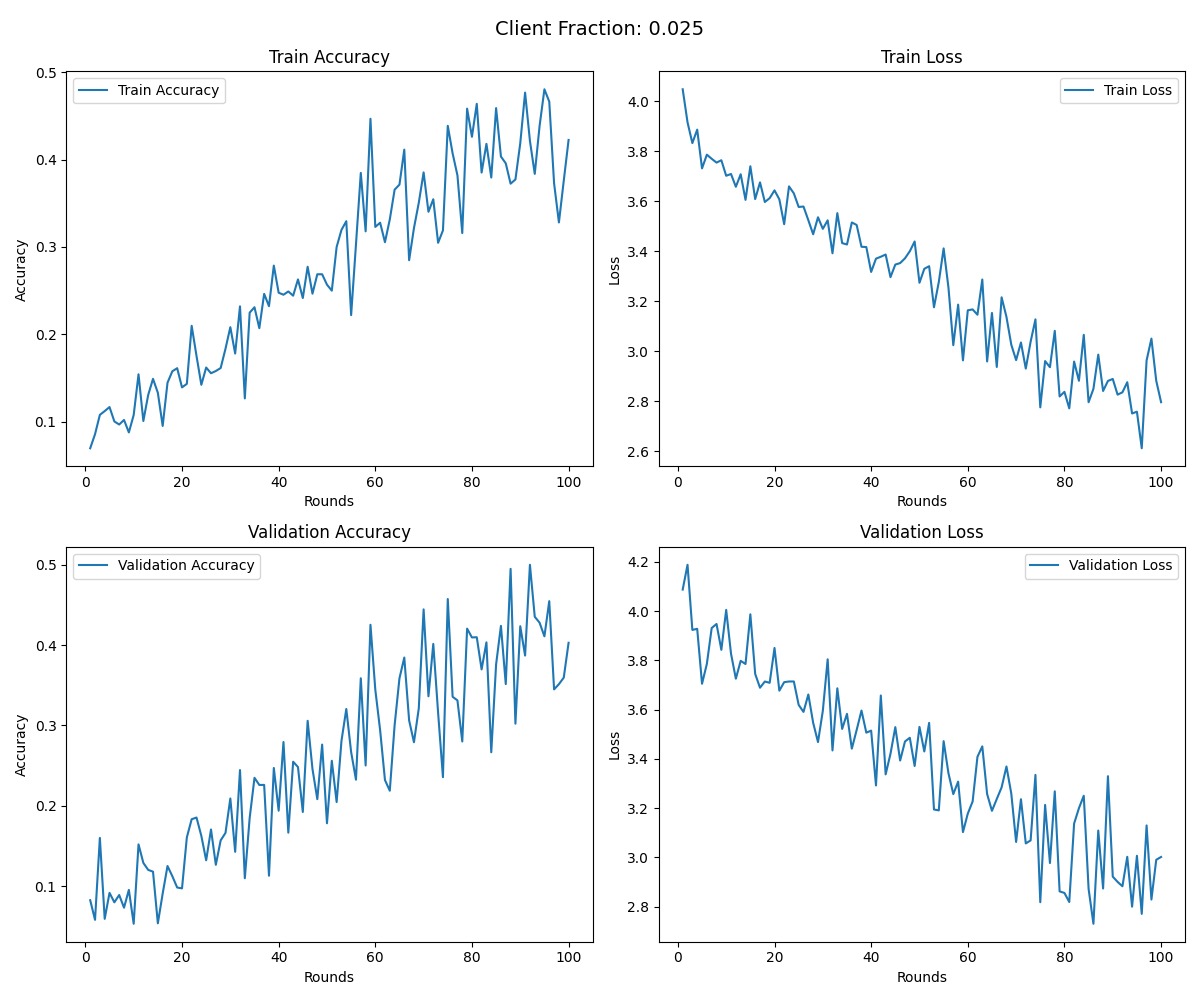 Client Fraction: 0.025
Train Accuracy
Train Accuracy
Accuracy
0.5
0.4
0.3
0.2
0.1
0 20 40 60 80 100
Rounds
Train Loss
Train Loss
Loss
4.0
3.8
3.6
3.4
3.2
3.0
2.8
2.6
0 20 40 60 80 100
Rounds
Validation Accuracy
Validation Accuracy
Accuracy
0.5
0.4
0.3
0.2
0.1
0 20 40 60 80 100
Rounds
Validation Loss
Validation Loss
Loss
4.2
4.0
3.8
3.6
3.4
3.2
3.0
2.8
0 20 40 60 80 100
Rounds